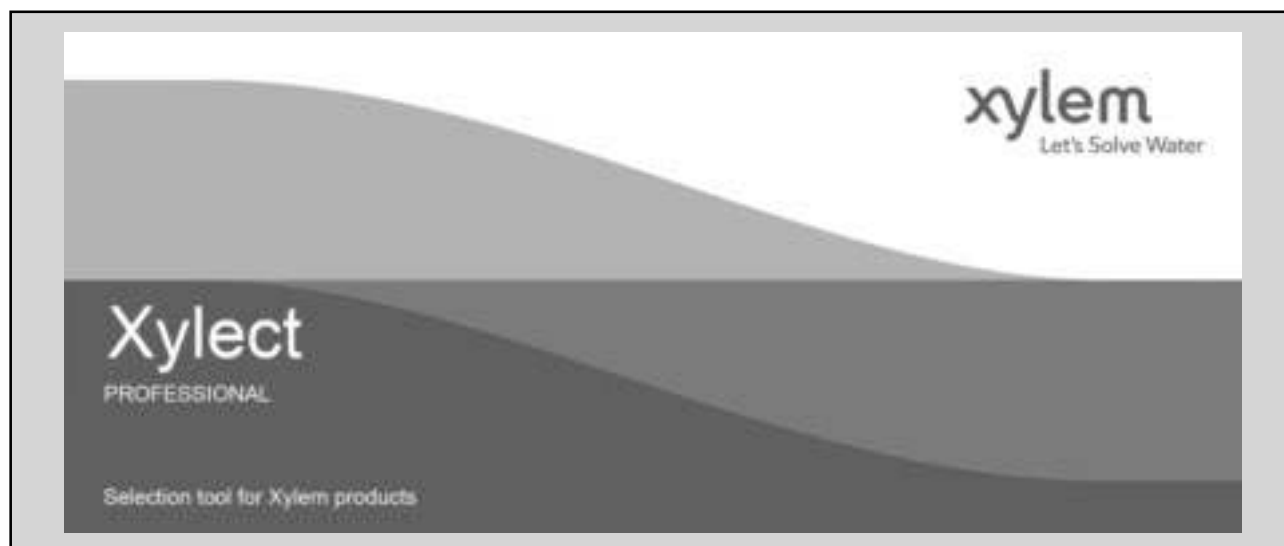 xylem
Let's Solve Water
Xylect
PROFESSIONAL
Selection tool for Xylem products